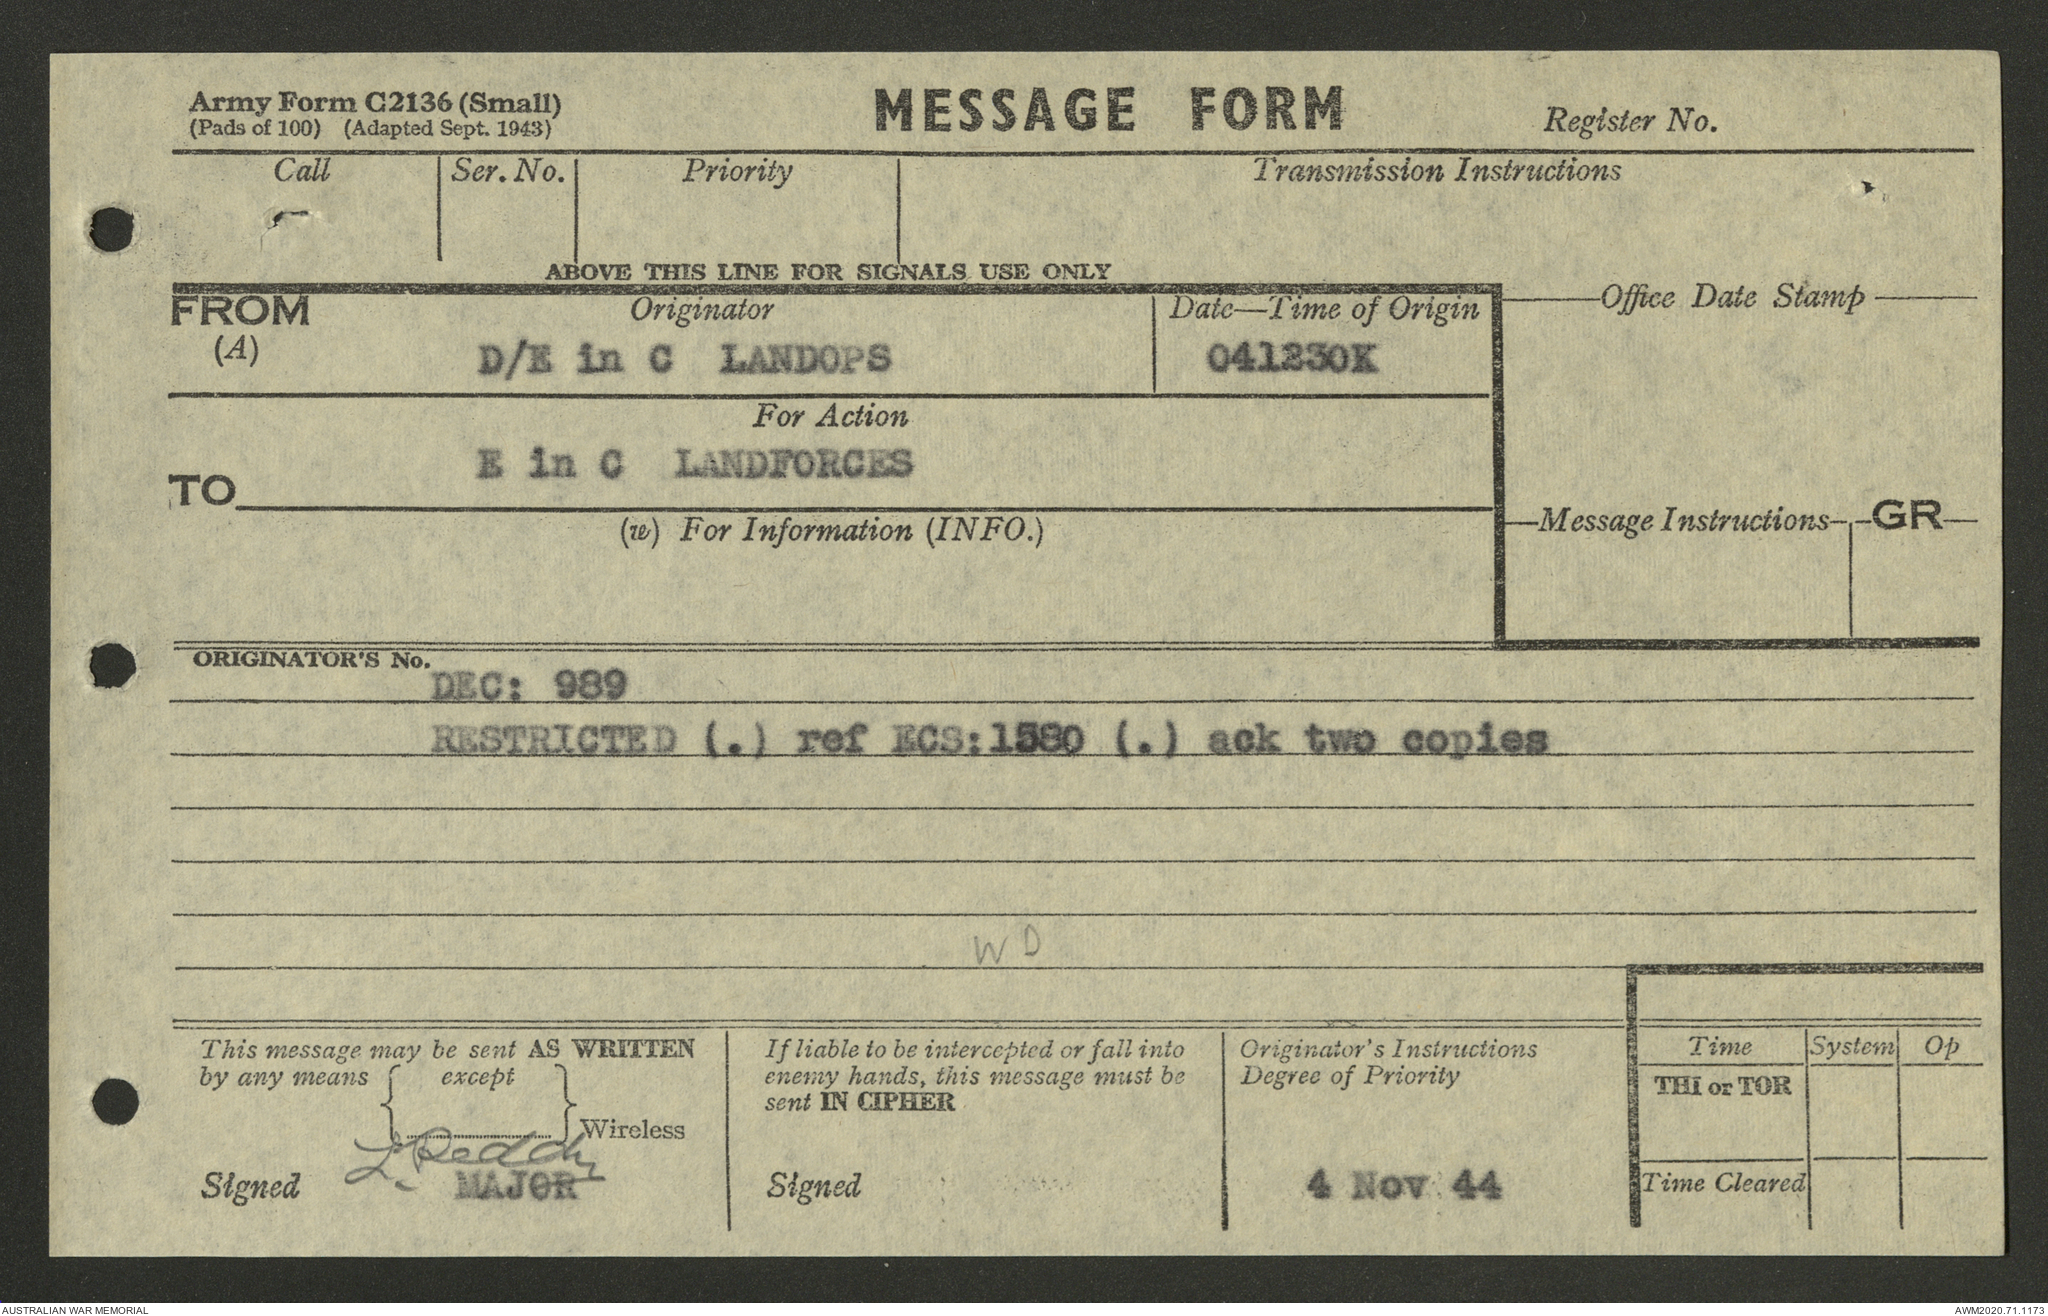 Army Form C2136 (Small)
(Pads of 100) (Adapted Sept. 1943)
MESSAGE FORM
Register No.
Call
Ser. No.
Priority
Transmission Instructions
ABOVE THIS LINE FOR SIGNALS USE ONLY
FROM
(A)
Originator
D/E in C LANDOPS
Date—Time of Origin
041230K
Office Date Stamp
For Action
E in C LANDFORCES
TO
(w) For Information (INFO.)
Message Instructions
GR
ORIGINATOR'S No.
DEC: 989
RESTRICTED (.) ref ECS:1580 (.) ack two copies
W D
This message may be sent AS WRITTEN
by any means { except }
Wireless
Signed
MAJOR
If liable to be intercepted or fall into
enemy hands, this message must be
sent IN CIPHER
Signed
Originator's Instructions
Degree of Priority
4 Nov 44
Time
System
Op
THI or TOR
Time Cleared
AUSTRALIAN WAR MEMORIAL
AWM2020.71.1173